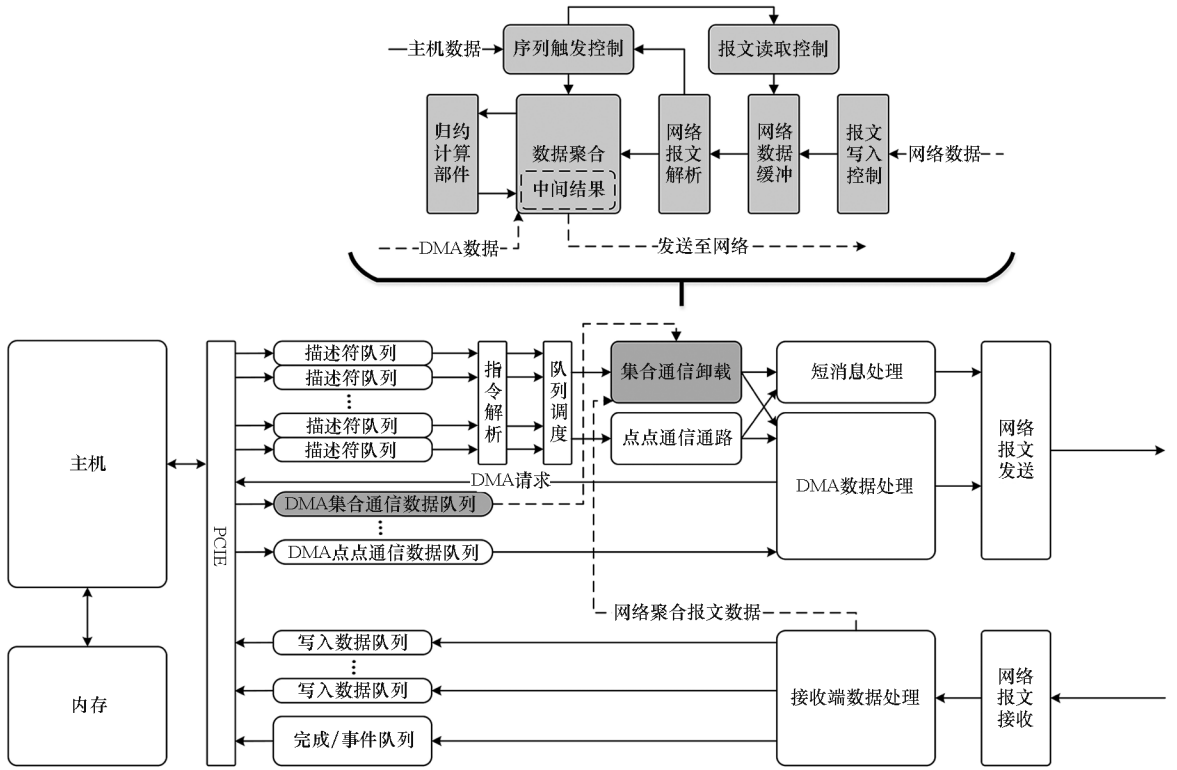 主机数据
序列触发控制
报文读取控制
归约
计算
部件
数据聚合
中间结果
网络
报文
解析
网络
数据
缓冲
报文
写入
控制
网络数据
DMA数据
发送至网络
主机
内存
PCIE
描述符队列
描述符队列
描述符队列
描述符队列
指令解析
队列调度
集合通信卸载
点点通信通路
短消息处理
DMA数据处理
网络
报文
发送
DMA请求
DMA集合通信数据队列
DMA点点通信数据队列
网络聚合报文数据
写入数据队列
写入数据队列
完成/事件队列
接收端数据处理
网络
报文
接收